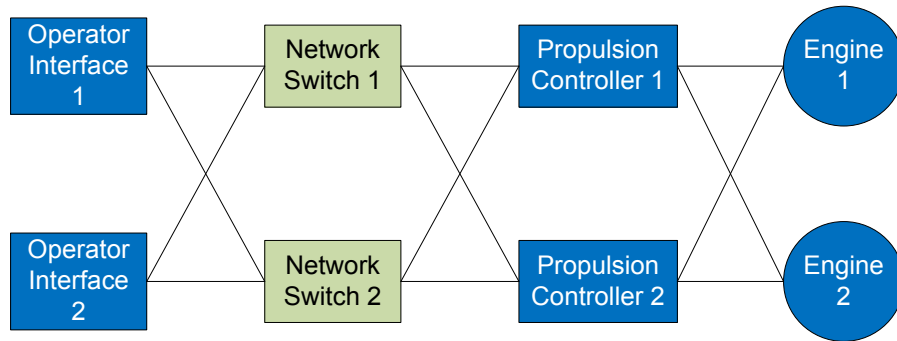 Operator
Interface
1
Network
Switch 1
Propulsion
Controller 1
Engine
1
Operator
Interface
2
Network
Switch 2
Propulsion
Controller 2
Engine
2